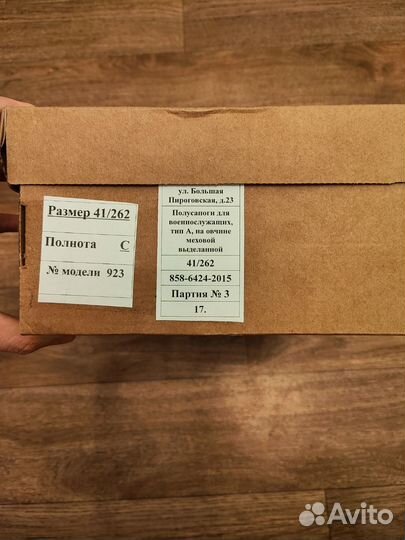 Размер 41/262
Полнота С
№ модели 923
ул. Большая
Пироговская, д.23
Полусапоги для
военнослужащих,
тип А, на овчине
меховой
выделанной
41/262
858-6424-2015
Партия № 3
17.
Avito